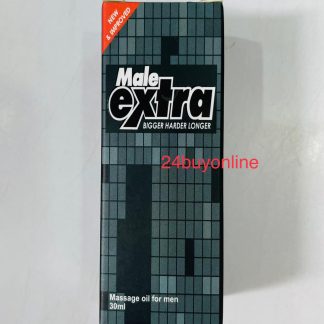 NEW
& IMPROVED
Male
extra
BIGGER HARDER LONGER
24buyonline
Massage oil for men
30ml